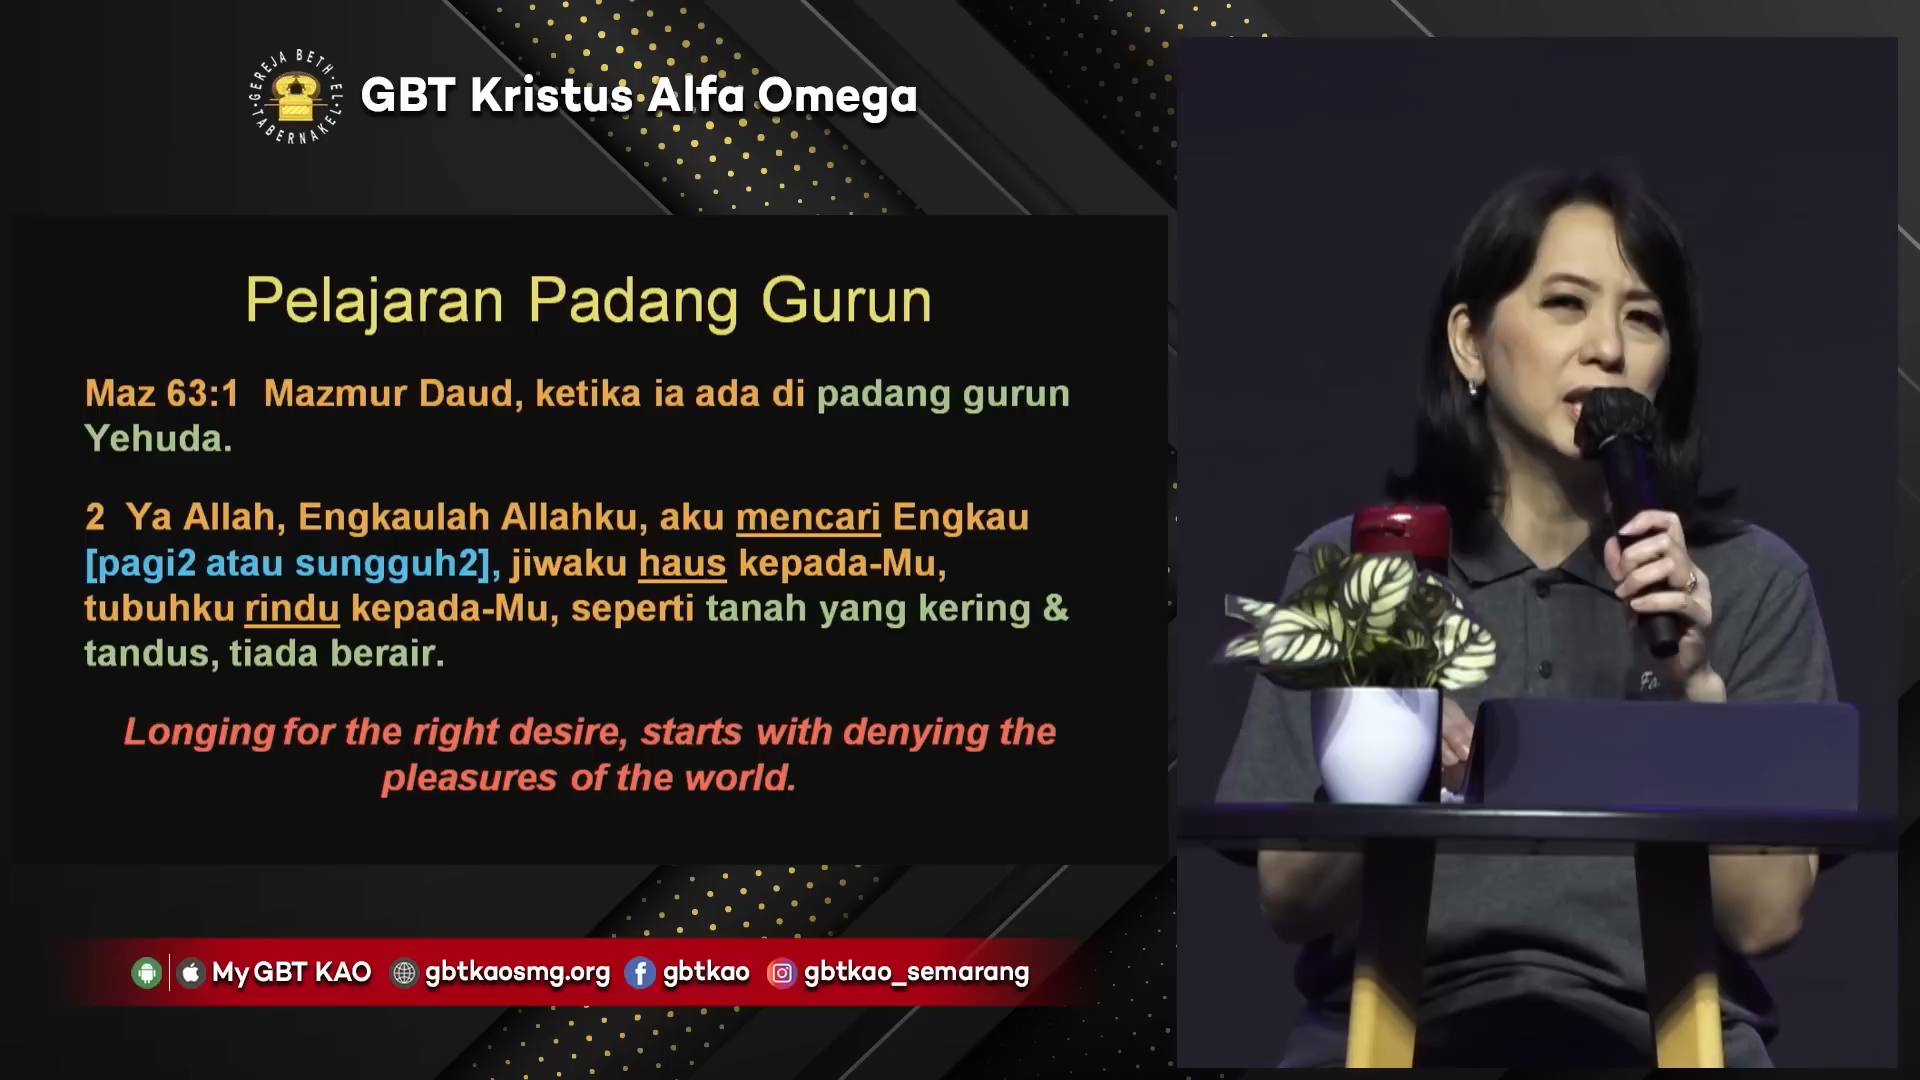 GEREJA BETH-EL TABERNAKEL
GBT Kristus Alfa Omega
Pelajaran Padang Gurun
Maz 63:1 Mazmur Daud, ketika ia ada di padang gurun
Yehuda.
2 Ya Allah, Engkaulah Allahku, aku mencari Engkau
[pagi2 atau sungguh2], jiwaku haus kepada-Mu,
tubuhku rindu kepada-Mu, seperti tanah yang kering &
tandus, tiada berair.
Longing for the right desire, starts with denying the
pleasures of the world.
My GBT KAO gbtkaosmg.org gbtkao gbtkao_semarang